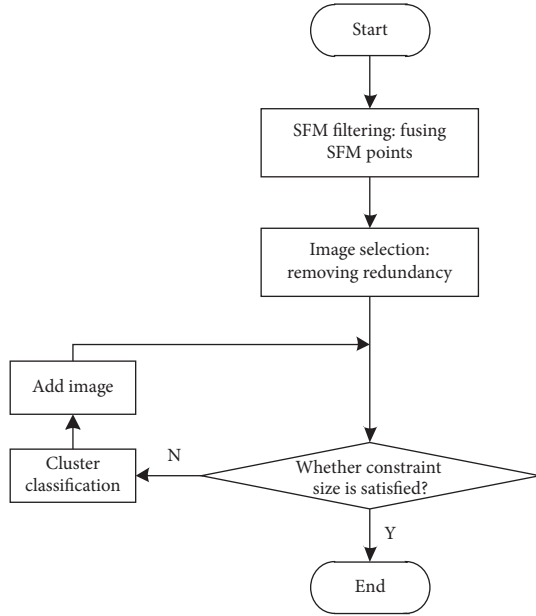 Start
SFM filtering: fusing
SFM points
Image selection:
removing redundancy
Add image
Cluster
classification
N
Whether constraint
size is satisfied?
Y
End